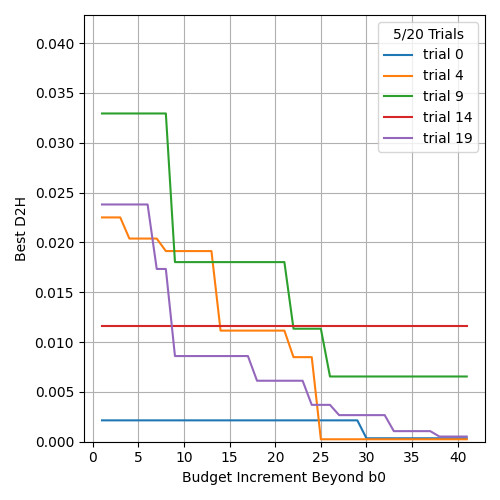 5/20 Trials
trial 0
trial 4
trial 9
trial 14
trial 19
0.040
0.035
0.030
0.025
0.020
0.015
0.010
0.005
0.000
Best D2H
0 5 10 15 20 25 30 35 40
Budget Increment Beyond b0